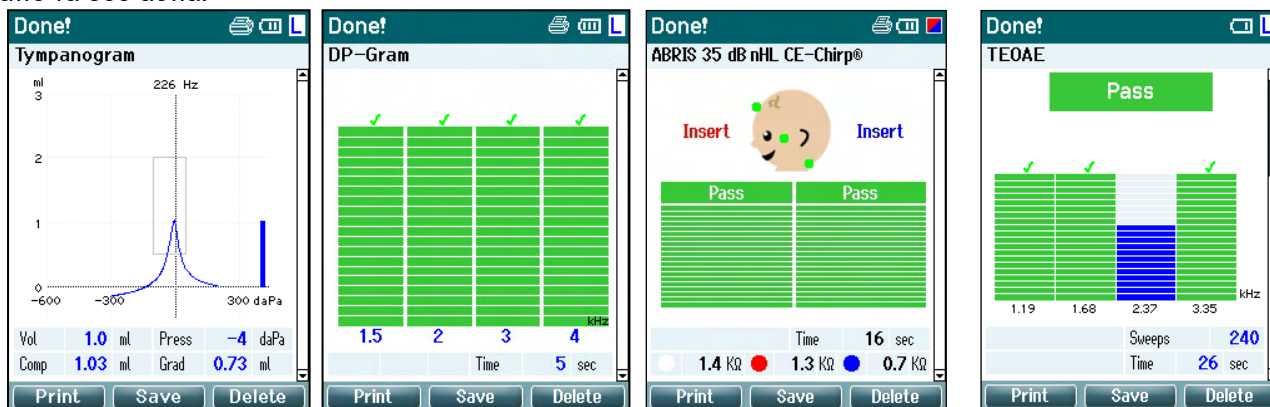 Done!
L
Tympanogram
ml
226 Hz
3
2
1
0
-600
-300
300 daPa
Vol 1.0 ml Press -4 daPa
Comp 1.03 ml Grad 0.73 ml
Print Save Delete
Done!
L
DP-Gram
kHz
1.5 2 3 4
Time 5 sec
Print Save Delete
Done!
ABRIS 35 dB nHL CE-Chirp®
Insert Insert
Pass Pass
Time 16 sec
1.4 KΩ 1.3 KΩ 0.7 KΩ
Print Save Delete
Done!
L
TEOAE
Pass
kHz
1.19 1.68 2.37 3.35
Sweeps 240
Time 26 sec
Print Save Delete